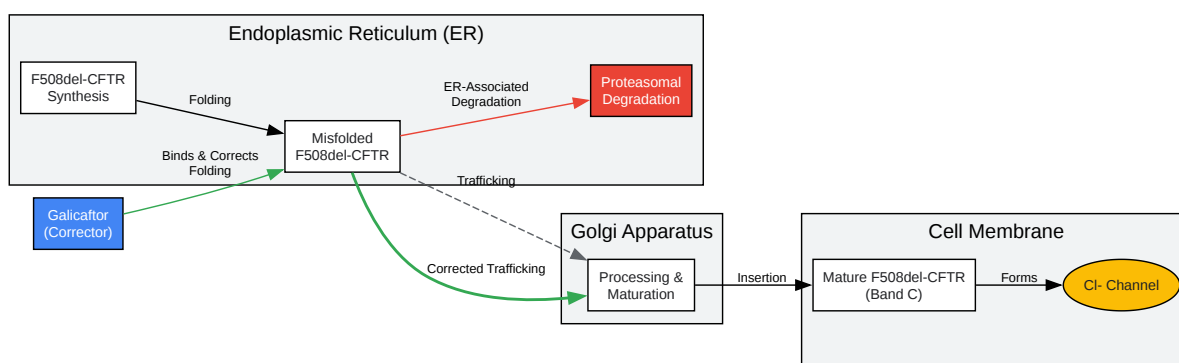 Endoplasmic Reticulum (ER)
F508del-CFTR
Synthesis
Folding
ER-Associated
Degradation
Proteasomal
Degradation
Misfolded
F508del-CFTR
Binds & Corrects
Folding
Galicaftor
(Corrector)
Trafficking
Corrected Trafficking
Golgi Apparatus
Processing &
Maturation
Insertion
Cell Membrane
Mature F508del-CFTR
(Band C)
Forms
Cl- Channel